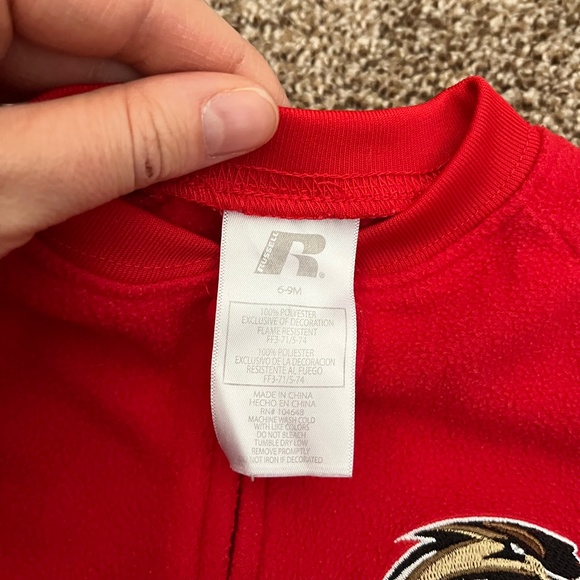 RUSSELL
R®
6-9M
100% POLYESTER
EXCLUSIVE OF DECORATION
FLAME RESISTENT
FF3-71/5-74
100% POLIESTER
EXCLUSIVO DE LA DECORACION
RESISTENTE AL FUEGO
FF3-71/5-74
MADE IN CHINA
HECHO EN CHINA
RN# 104648
MACHINE WASH COLD
WITH LIKE COLORS
DO NOT BLEACH
TUMBLE DRY LOW
REMOVE PROMPTLY
DO NOT IRON IF DECORATED